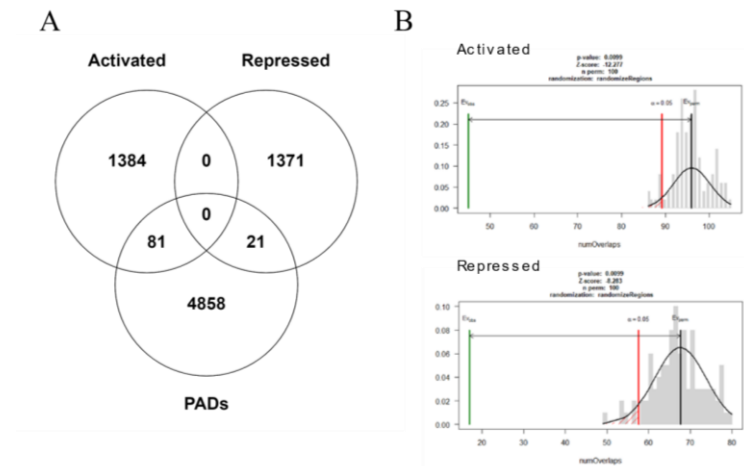 A
Activated
Repressed
1384
0
1371
0
81
21
4858
PADs
B
Activated
p-value: 0.0099
Z-score: -12.277
n perm: 100
randomization: randomizeRegions
α = 0.05
0.25
0.20
0.15
0.10
0.05
0.00
50
60
70
80
90
100
numOverlaps
Repressed
p-value: 0.0099
Z-score: -8.283
n perm: 100
randomization: randomizeRegions
α = 0.05
0.10
0.08
0.06
0.04
0.02
0.00
20
30
40
50
60
70
80
numOverlaps